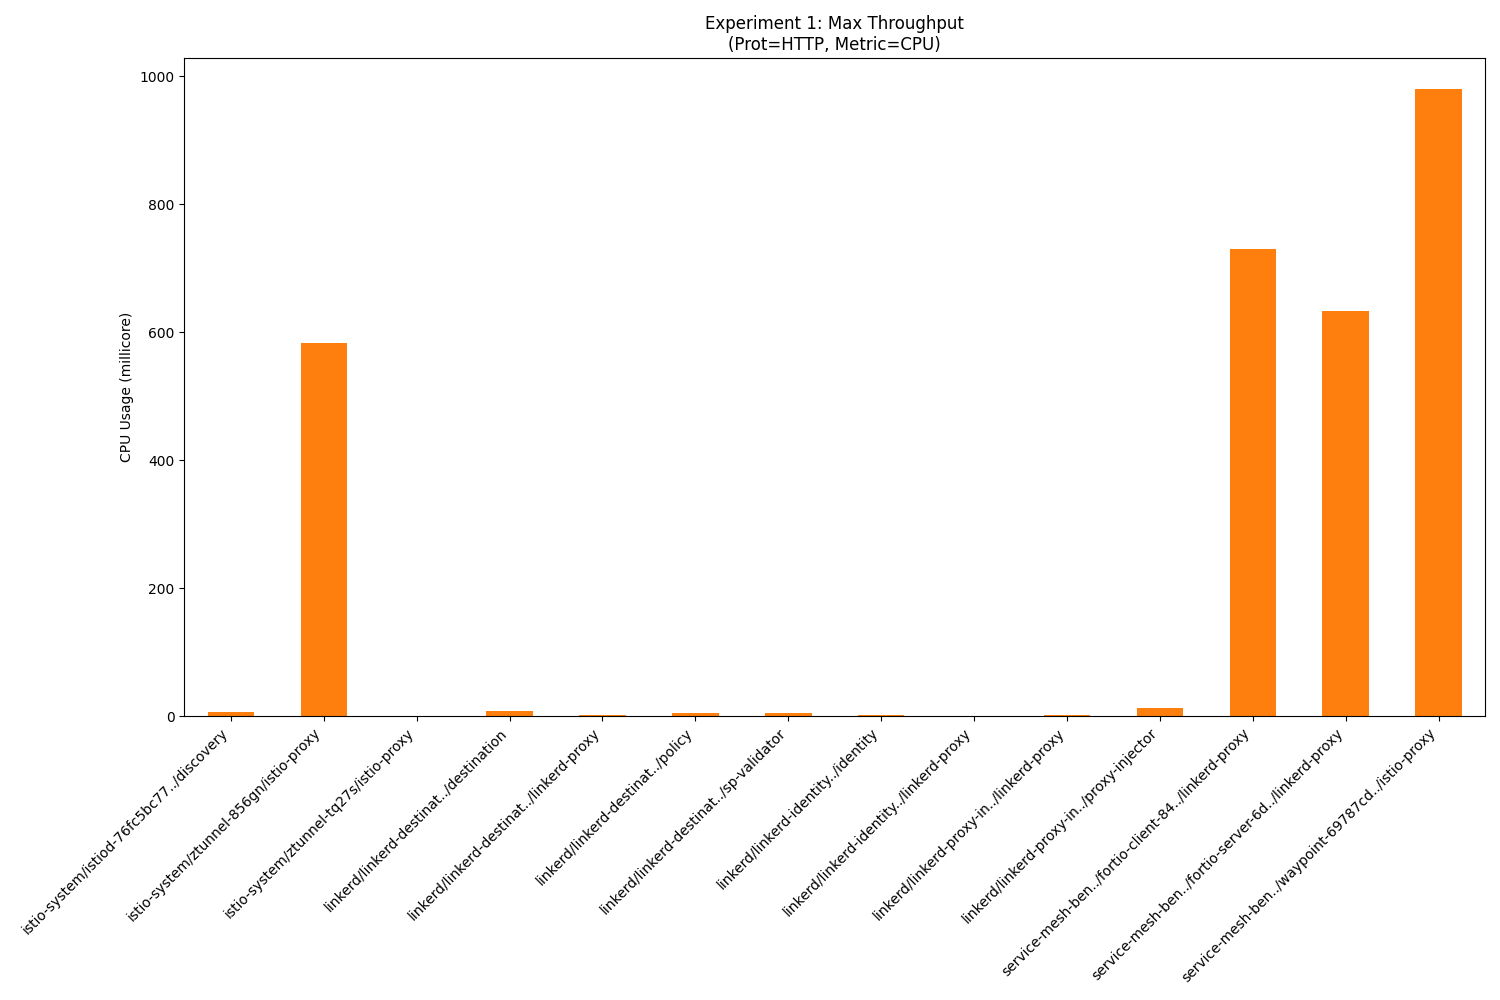 Experiment 1: Max Throughput
(Prot=HTTP, Metric=CPU)
CPU Usage (millicore)
1000
800
600
400
200
0
istio-system/istiod-76fc5bc77../discovery
istio-system/ztunnel-856gn/istio-proxy
istio-system/ztunnel-tq27s/istio-proxy
linkerd/linkerd-destinat../destination
linkerd/linkerd-destinat../linkerd-proxy
linkerd/linkerd-destinat../policy
linkerd/linkerd-destinat../sp-validator
linkerd/linkerd-identity../identity
linkerd/linkerd-identity../linkerd-proxy
linkerd/linkerd-proxy-in../linkerd-proxy
linkerd/linkerd-proxy-in../proxy-injector
service-mesh-ben../fortio-client-84../linkerd-proxy
service-mesh-ben../fortio-server-6d../linkerd-proxy
service-mesh-ben../waypoint-69787cd../istio-proxy